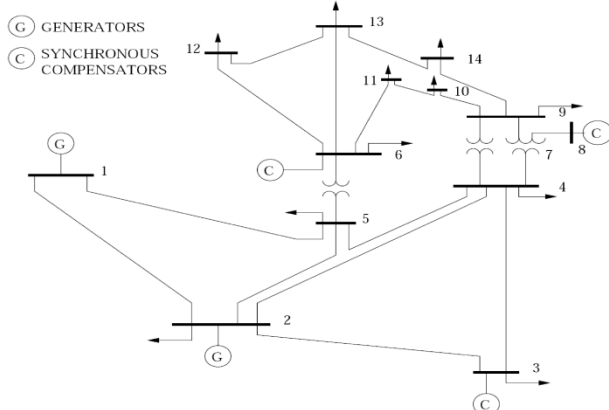 G GENERATORS
C SYNCHRONOUS
COMPENSATORS
13
12
14
11
10
9
C
7
8
G
6
C
1
4
5
2
G
3
C